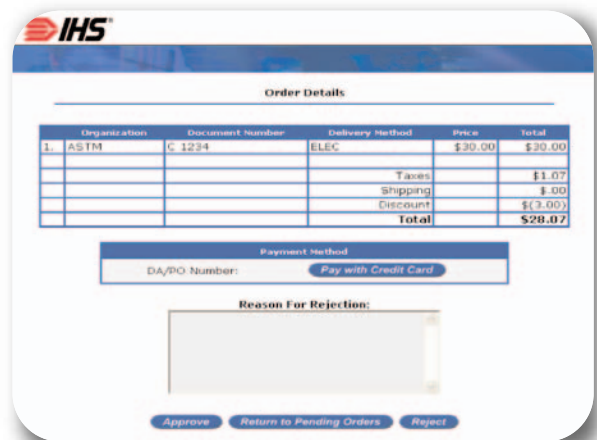 IHS®
Order Details
Organization Document Number Delivery Method Price Total
1. ASTM C 1234 ELEC $30.00 $30.00
Taxes $1.07
Shipping $.00
Discount $(3.00)
Total $28.07
Payment Method
DA/PO Number: Pay with Credit Card
Reason For Rejection:
Approve Return to Pending Orders Reject